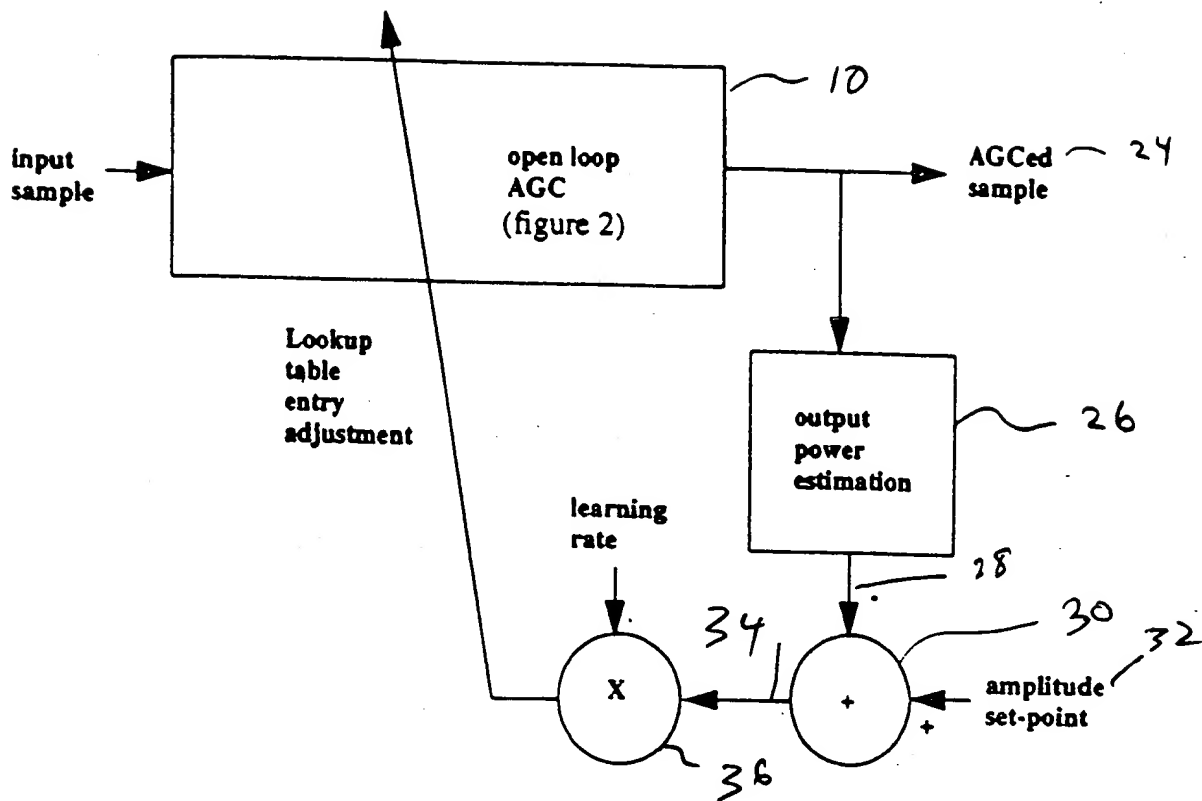 10
input
sample
open loop
AGC
(figure 2)
AGCed 24
sample
Lookup
table
entry
adjustment
output
power
estimation
26
learning
rate
28
34
30
32
X
+
+
amplitude
set-point
36